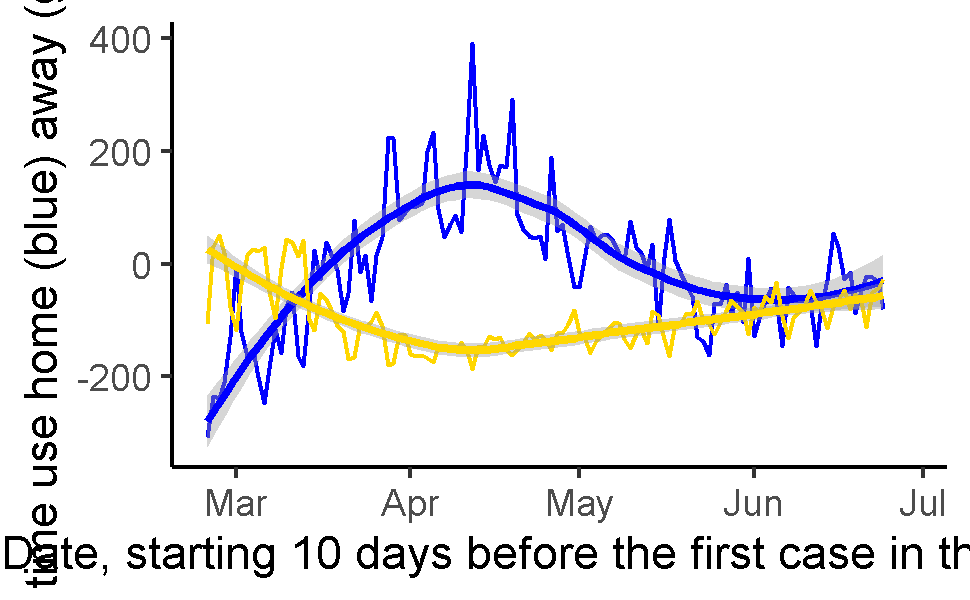 time use home (blue) away (
400
200
0
-200
Mar Apr May Jun Jul
Date, starting 10 days before the first case in th